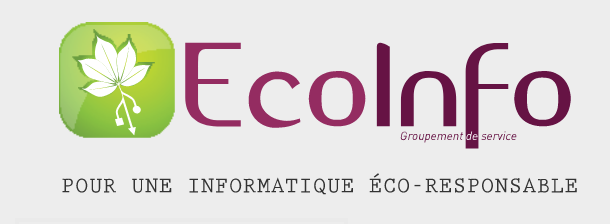 EcoInfo
Groupement de service
POUR UNE INFORMATIQUE ÉCO-RESPONSABLE